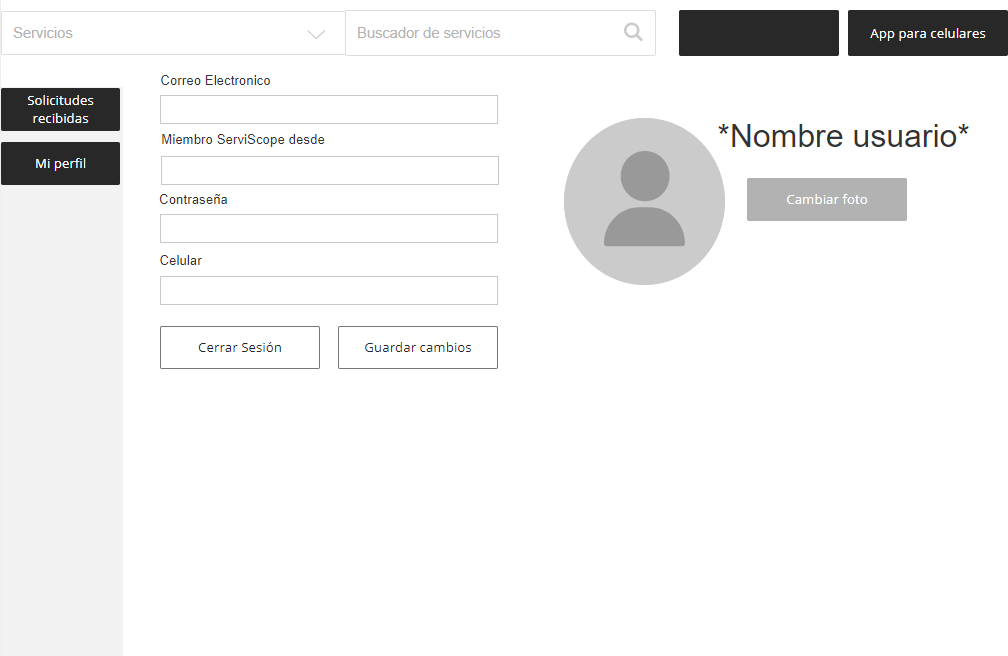 Servicios
Buscador de servicios
App para celulares
Solicitudes
recibidas
Mi perfil
Correo Electronico
Miembro ServiScope desde
Contraseña
Celular
Cerrar Sesión
Guardar cambios
*Nombre usuario*
Cambiar foto